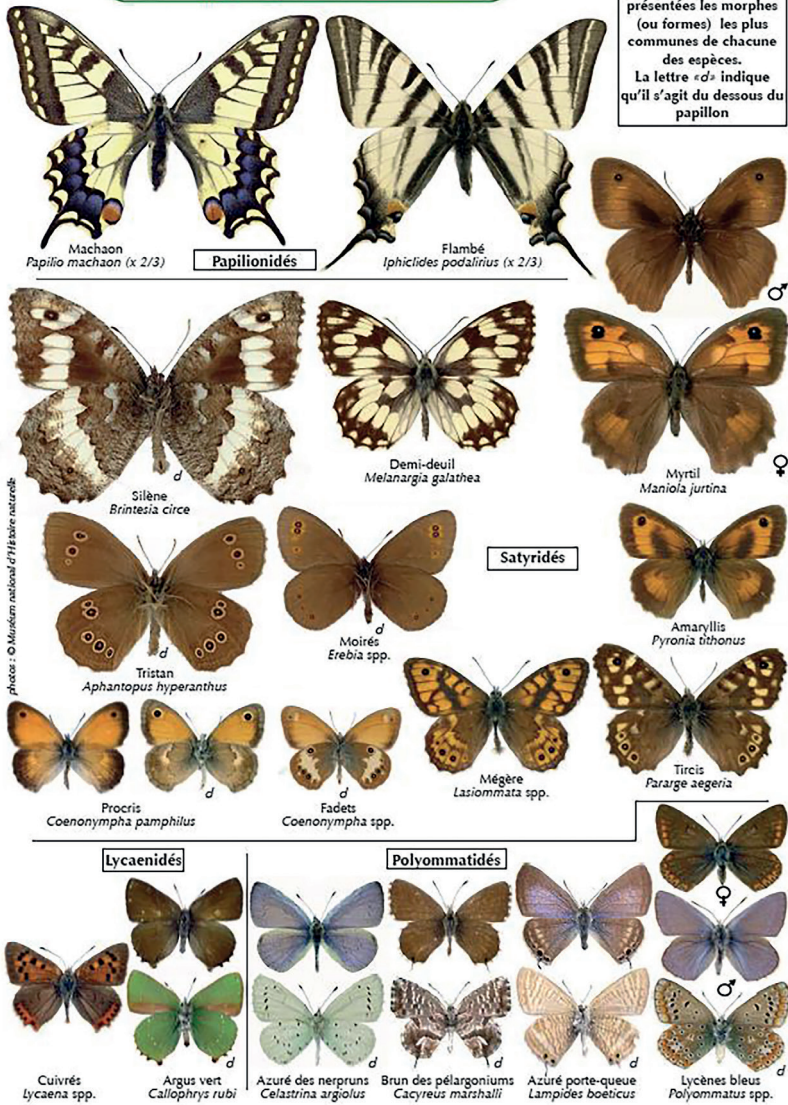 présentées les morphes
(ou formes) les plus
communes de chacune
des espèces.
La lettre «d» indique
qu'il s'agit du dessous du
papillon
Machaon
Papilio machaon (x 2/3)
Papilionidés
Flambé
Iphiclides podalirius (x 2/3)
♂
Silène
Brintesia circe
d
Demi-deuil
Melanargia galathea
Myrtil
Maniola jurtina
♀
photos : © Muséum national d'Histoire naturelle
Tristan
Aphantopus hyperanthus
d
Moirés
Erebia spp.
d
Satyridés
Amaryllis
Pyronia tithonus
Procris
Coenonympha pamphilus
d
Fadets
Coenonympha spp.
d
Mégère
Lasiommata spp.
Tircis
Pararge aegeria
Lycaenidés
Polyommatidés
♀
♂
Cuivrés
Lycaena spp.
Argus vert
Callophrys rubi
d
Azuré des nerpruns
Celastrina argiolus
d
Brun des pélargoniums
Cacyreus marshalli
d
Azuré porte-queue
Lampides boeticus
d
Lycènes bleus
Polyommatus spp.
d